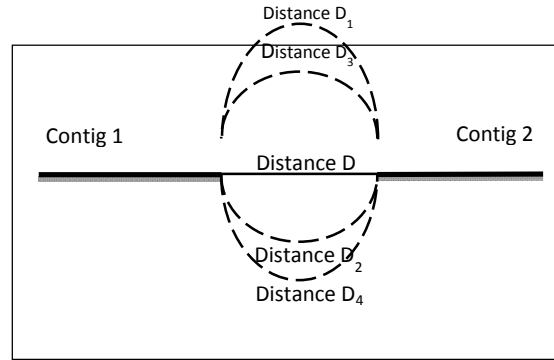 Distance D₁
Distance D₃
Contig 1
Contig 2
Distance D
Distance D₂
Distance D₄